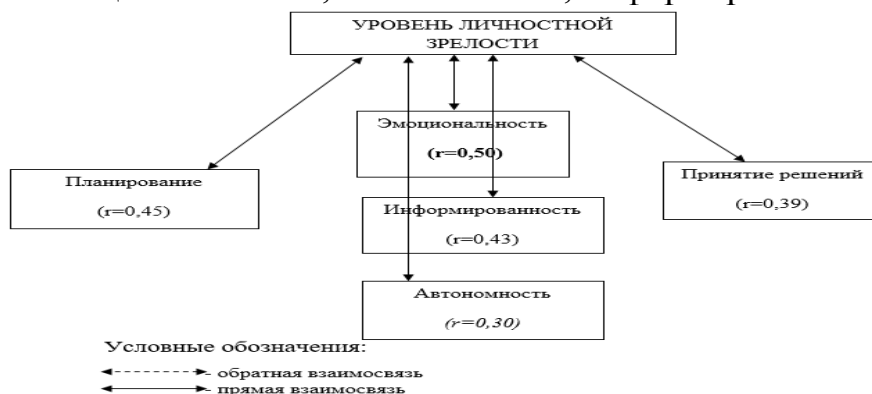 УРОВЕНЬ ЛИЧНОСТНОЙ
ЗРЕЛОСТИ
Эмоциональность
(r=0,50)
Планирование
(r=0,45)
Принятие решений
(r=0,39)
Информированность
(r=0,43)
Автономность
(r=0,30)
Условные обозначения:
- обратная взаимосвязь
- прямая взаимосвязь